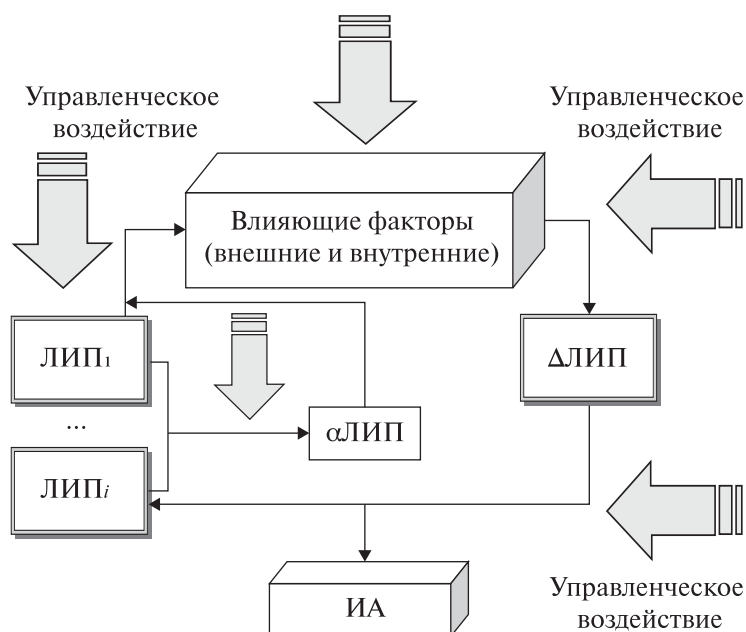 Управленческое
воздействие
Управленческое
воздействие
Влияющие факторы
(внешние и внутренние)
ЛИП1
ΔЛИП
...
αЛИП
ЛИПi
ИА
Управленческое
воздействие